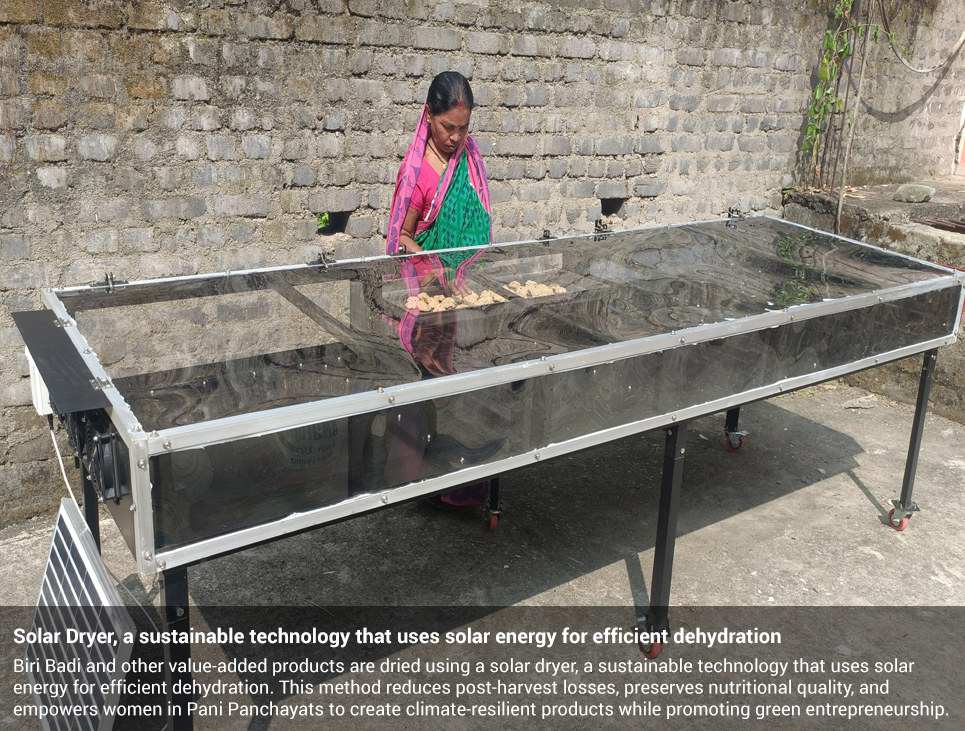 Solar Dryer, a sustainable technology that uses solar energy for efficient dehydration
Biri Badi and other value-added products are dried using a solar dryer, a sustainable technology that uses solar
energy for efficient dehydration. This method reduces post-harvest losses, preserves nutritional quality, and
empowers women in Pani Panchayats to create climate-resilient products while promoting green entrepreneurship.